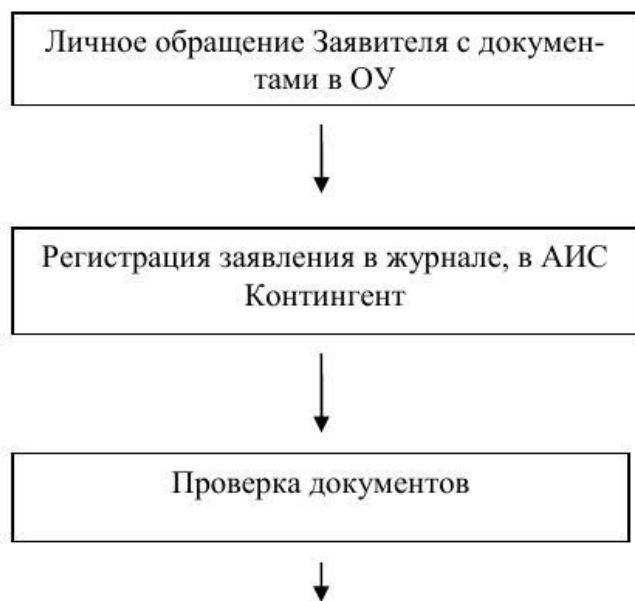 Личное обращение Заявителя с докумен-
тами в ОУ
Регистрация заявления в журнале, в АИС
Контингент
Проверка документов